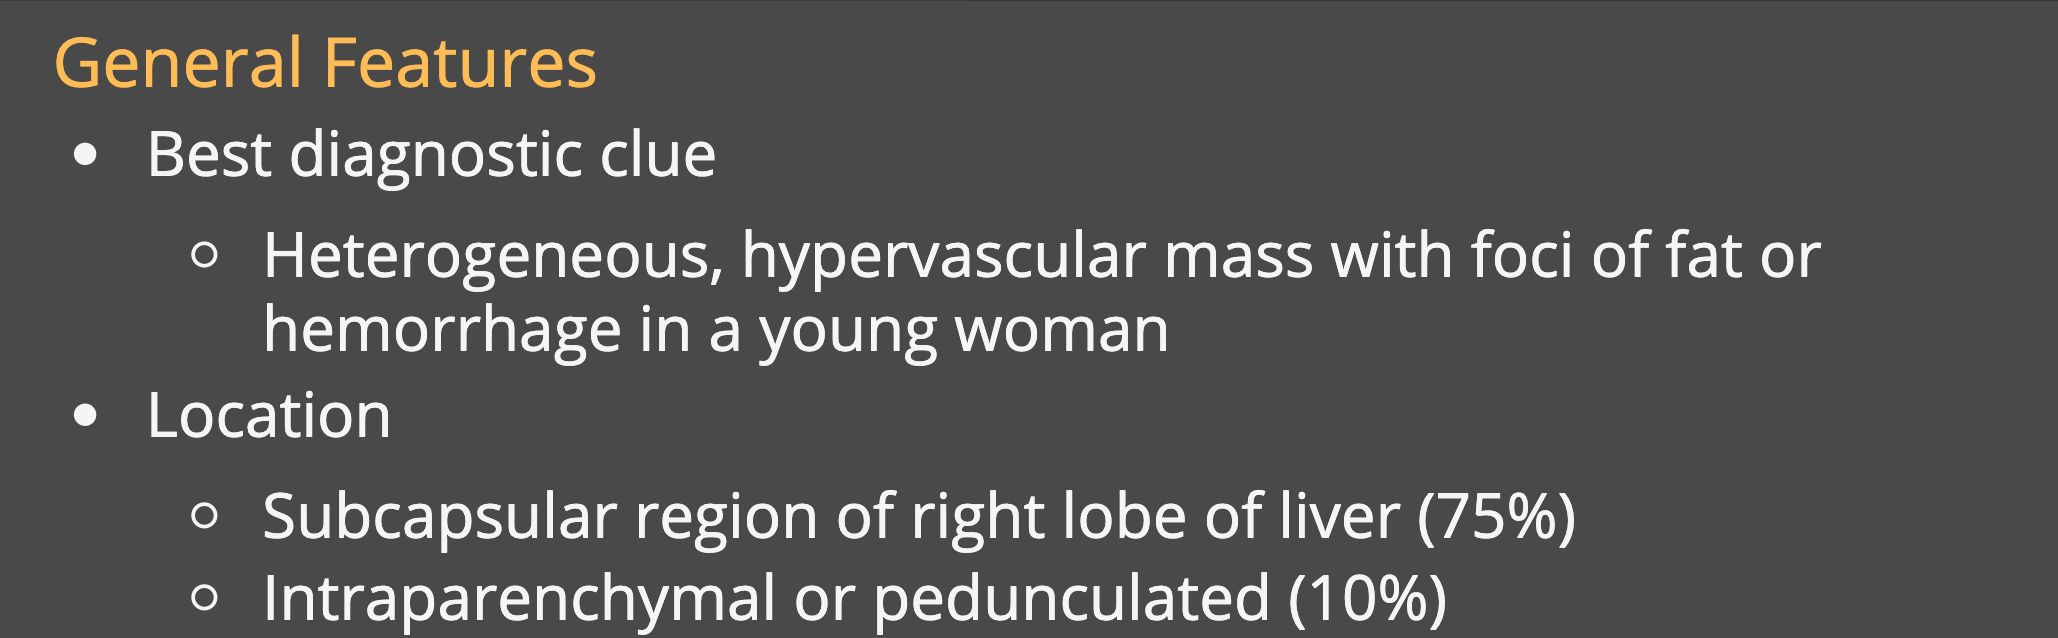 General Features
• Best diagnostic clue
○ Heterogeneous, hypervascular mass with foci of fat or
hemorrhage in a young woman
• Location
○ Subcapsular region of right lobe of liver (75%)
○ Intraparenchymal or pedunculated (10%)